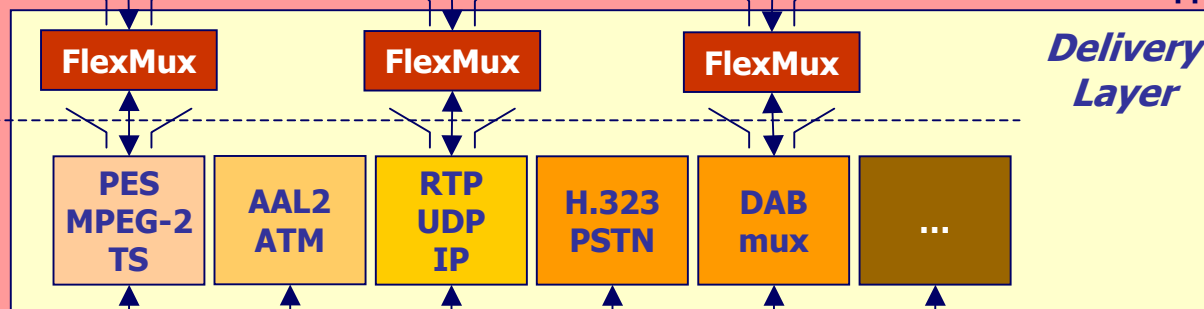 FlexMux
FlexMux
FlexMux
Delivery
Layer
PES
MPEG-2
TS
AAL2
ATM
RTP
UDP
IP
H.323
PSTN
DAB
mux
...